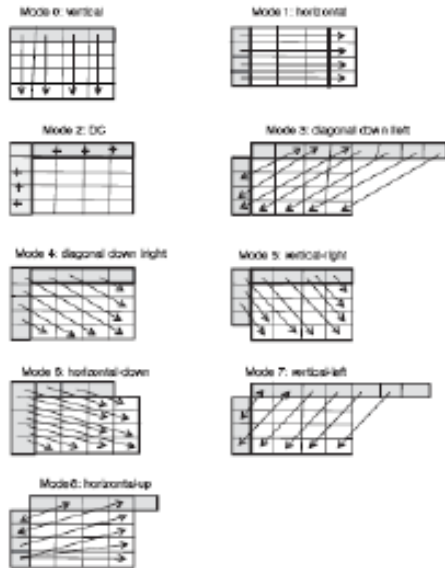 Mode 0: vertical
Mode 1: horizontal
Mode 2: DC
Mode 3: diagonal down left
Mode 4: diagonal down right
Mode 5: vertical-right
Mode 6: horizontal-down
Mode 7: vertical-left
Mode 8: horizontal-up